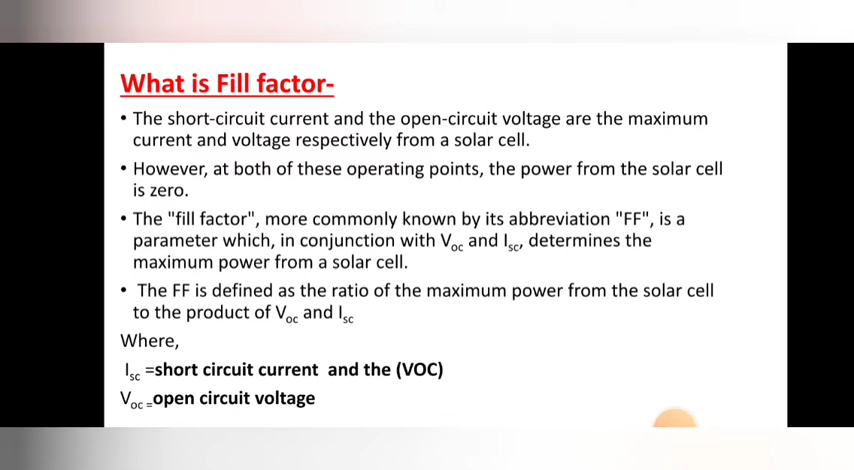 What is Fill factor-
• The short-circuit current and the open-circuit voltage are the maximum
current and voltage respectively from a solar cell.
• However, at both of these operating points, the power from the solar cell
is zero.
• The "fill factor", more commonly known by its abbreviation "FF", is a
parameter which, in conjunction with Voc and Isc, determines the
maximum power from a solar cell.
• The FF is defined as the ratio of the maximum power from the solar cell
to the product of Voc and Isc
Where,
Isc =short circuit current and the (VOC)
Voc =open circuit voltage